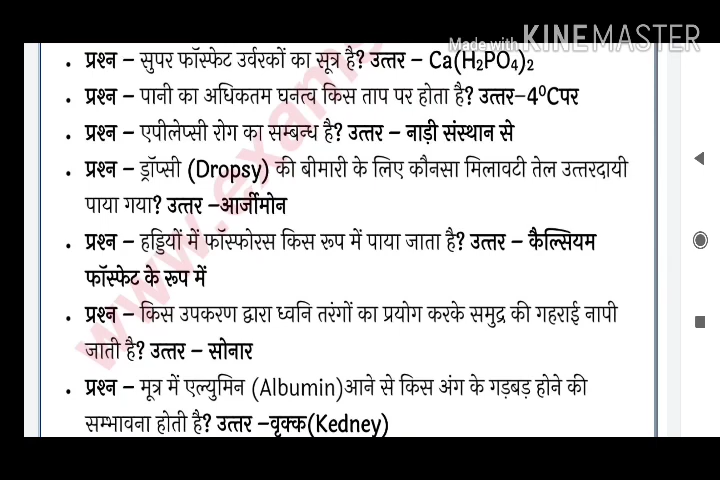 Made with KINEMASTER
• प्रश्न – सुपर फॉस्फेट उर्वरकों का सूत्र है? उत्तर – Ca(H₂PO₄)₂
• प्रश्न – पानी का अधिकतम घनत्व किस ताप पर होता है? उत्तर-4⁰Cपर
• प्रश्न – एपीलेप्सी रोग का सम्बन्ध है? उत्तर – नाड़ी संस्थान से
• प्रश्न – ड्रॉप्सी (Dropsy) की बीमारी के लिए कौनसा मिलावटी तेल उत्तरदायी
पाया गया? उत्तर –आर्जीमोन
• प्रश्न – हड्डियों में फॉस्फोरस किस रूप में पाया जाता है? उत्तर – कैल्सियम
फॉस्फेट के रूप में
• प्रश्न – किस उपकरण द्वारा ध्वनि तरंगों का प्रयोग करके समुद्र की गहराई नापी
जाती है? उत्तर – सोनार
• प्रश्न – मूत्र में एल्युमिन (Albumin)आने से किस अंग के गड़बड़ होने की
सम्भावना होती है? उत्तर –वृक्क(Kedney)
www.exams